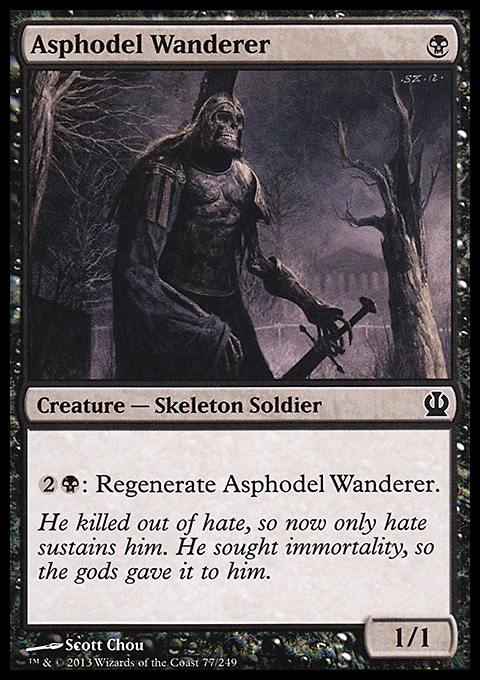 Asphodel Wanderer
·SZ·12·
Creature — Skeleton Soldier
2: Regenerate Asphodel Wanderer.
He killed out of hate, so now only hate
sustains him. He sought immortality, so
the gods gave it to him.
Scott Chou
1/1
™ & © 2013 Wizards of the Coast 77/249